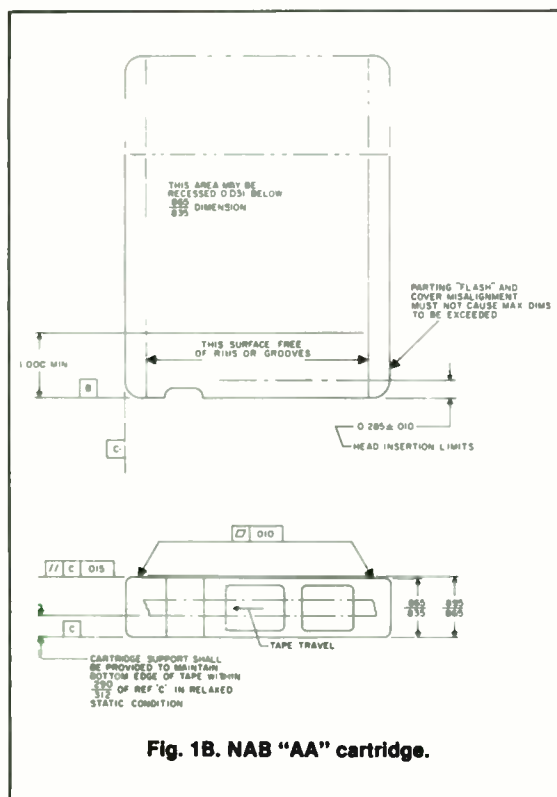 THIS AREA MAY BE
RECESSED 0.031 BELOW
.865
.835 DIMENSION
PARTING "FLASH" AND
COVER MISALIGNMENT
MUST NOT CAUSE MAX DIMS
TO BE EXCEEDED
1.000 MIN
THIS SURFACE FREE
OF RIBS OR GROOVES
B
0.285 ± .010
HEAD INSERTION LIMITS
C
.010
// C .015
.865
.835
.895
.865
C
TAPE TRAVEL
CARTRIDGE SUPPORT SHALL
BE PROVIDED TO MAINTAIN
BOTTOM EDGE OF TAPE WITHIN
.290
.312 OF REF 'C' IN RELAXED
STATIC CONDITION
Fig. 1B. NAB "AA" cartridge.